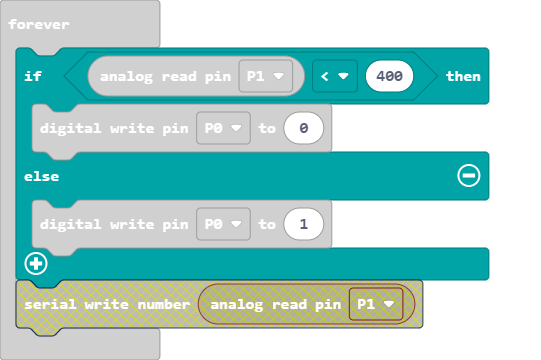 forever
if analog read pin P1 < 400 then
digital write pin P0 to 0
else
digital write pin P0 to 1
serial write number analog read pin P1